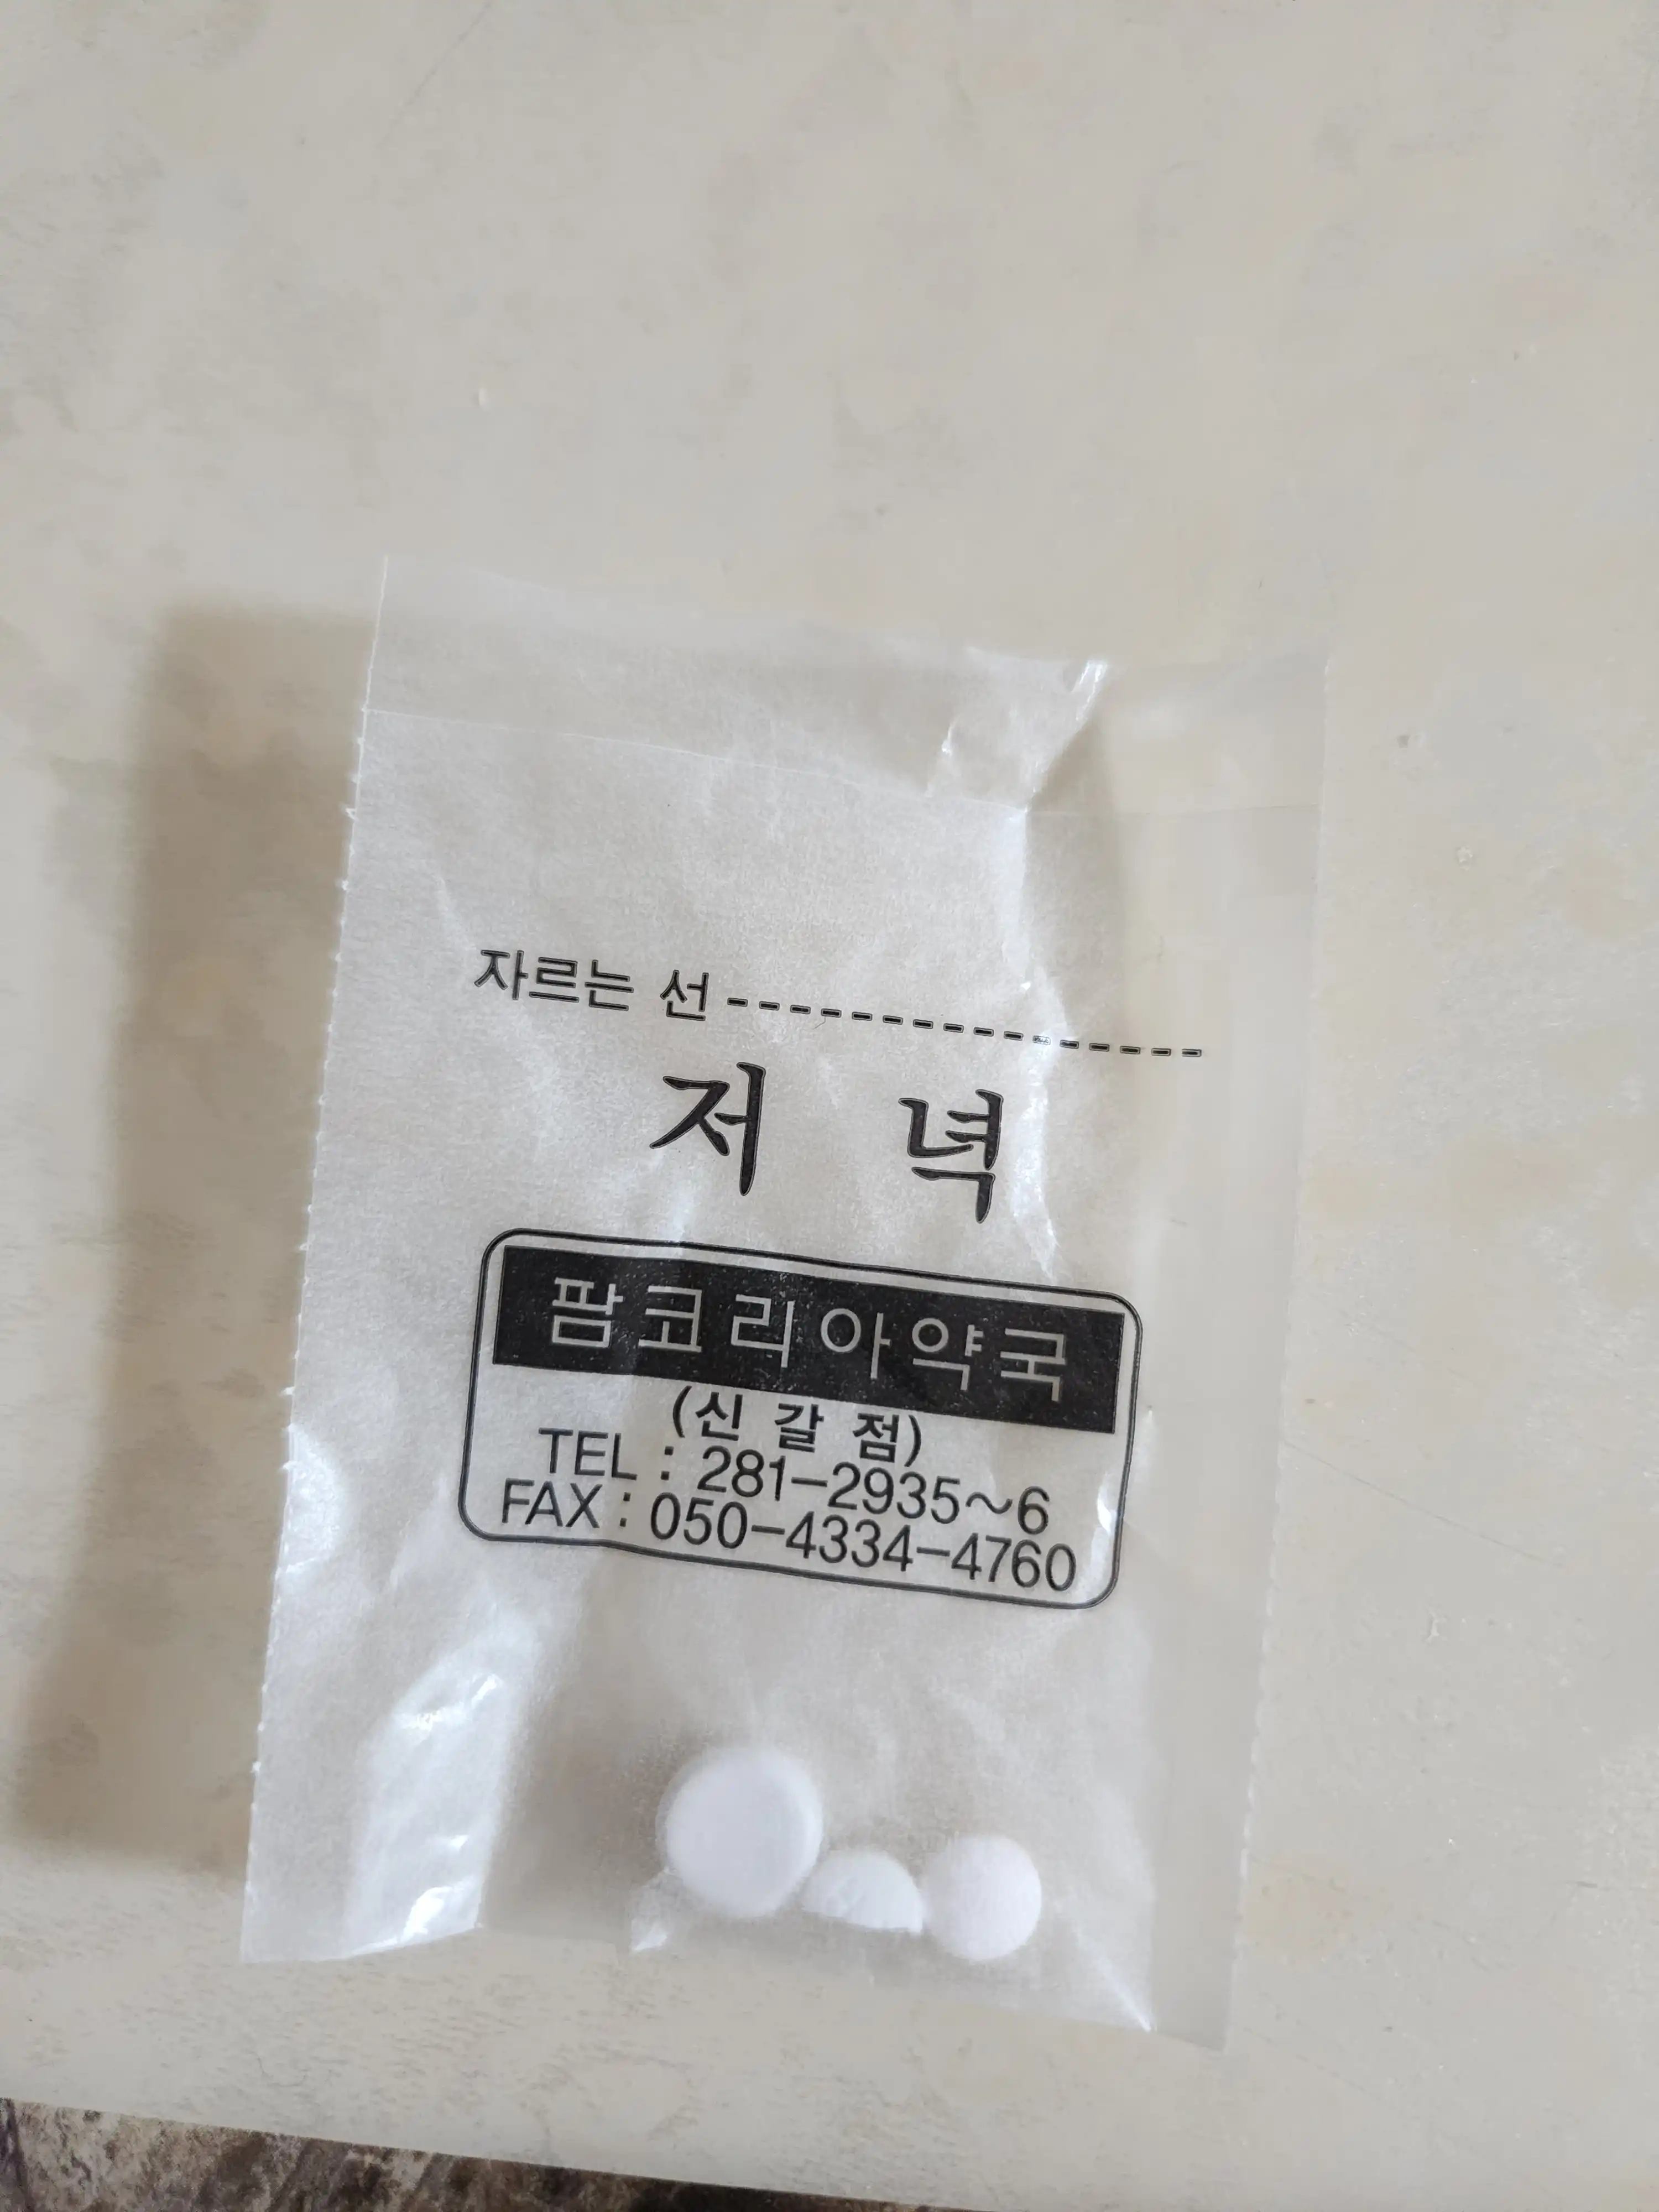 자르는 선
저 녁
팜코리아약국
(신 갈 점)
TEL : 281-2935~6
FAX : 050-4334-4760